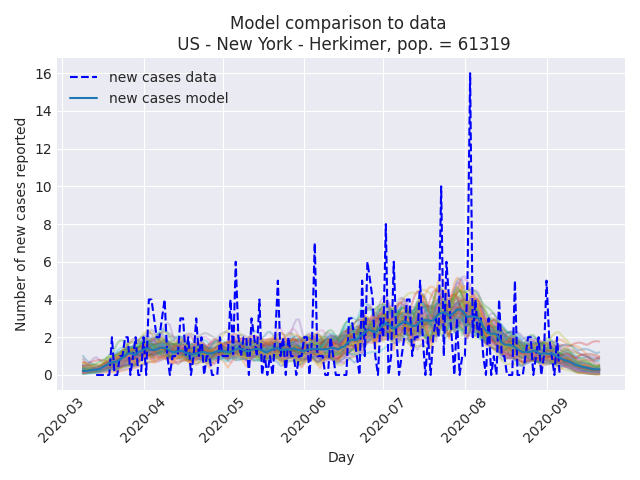 Model comparison to data
US - New York - Herkimer, pop. = 61319
new cases data
new cases model
Number of new cases reported
16
14
12
10
8
6
4
2
0
2020-03
2020-04
2020-05
2020-06
2020-07
2020-08
2020-09
Day